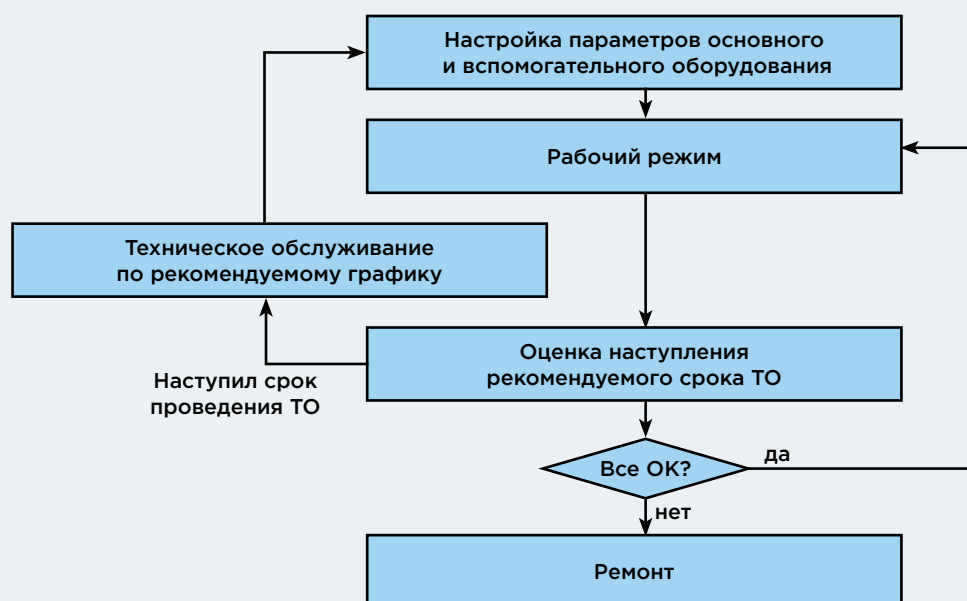 Настройка параметров основного
и вспомогательного оборудования
Рабочий режим
Техническое обслуживание
по рекомендуемому графику
Оценка наступления
рекомендуемого срока ТО
Наступил срок
проведения ТО
Все ОК?
да
нет
Ремонт